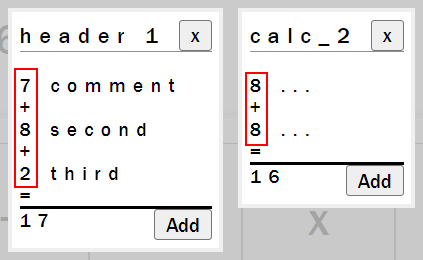 header 1 x
7 comment
+
8 second
+
2 third
=
17 Add
calc_2 x
8 ...
+
8 ...
=
16 Add
X